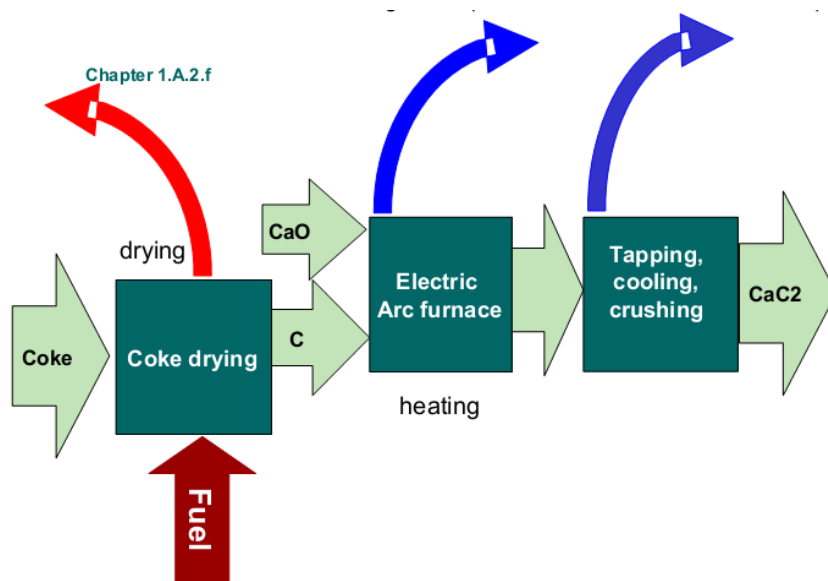 Chapter 1.A.2.f
drying
CaO
Electric
Arc furnace
Tapping,
cooling,
crushing
CaC2
Coke
Coke drying
C
heating
Fuel